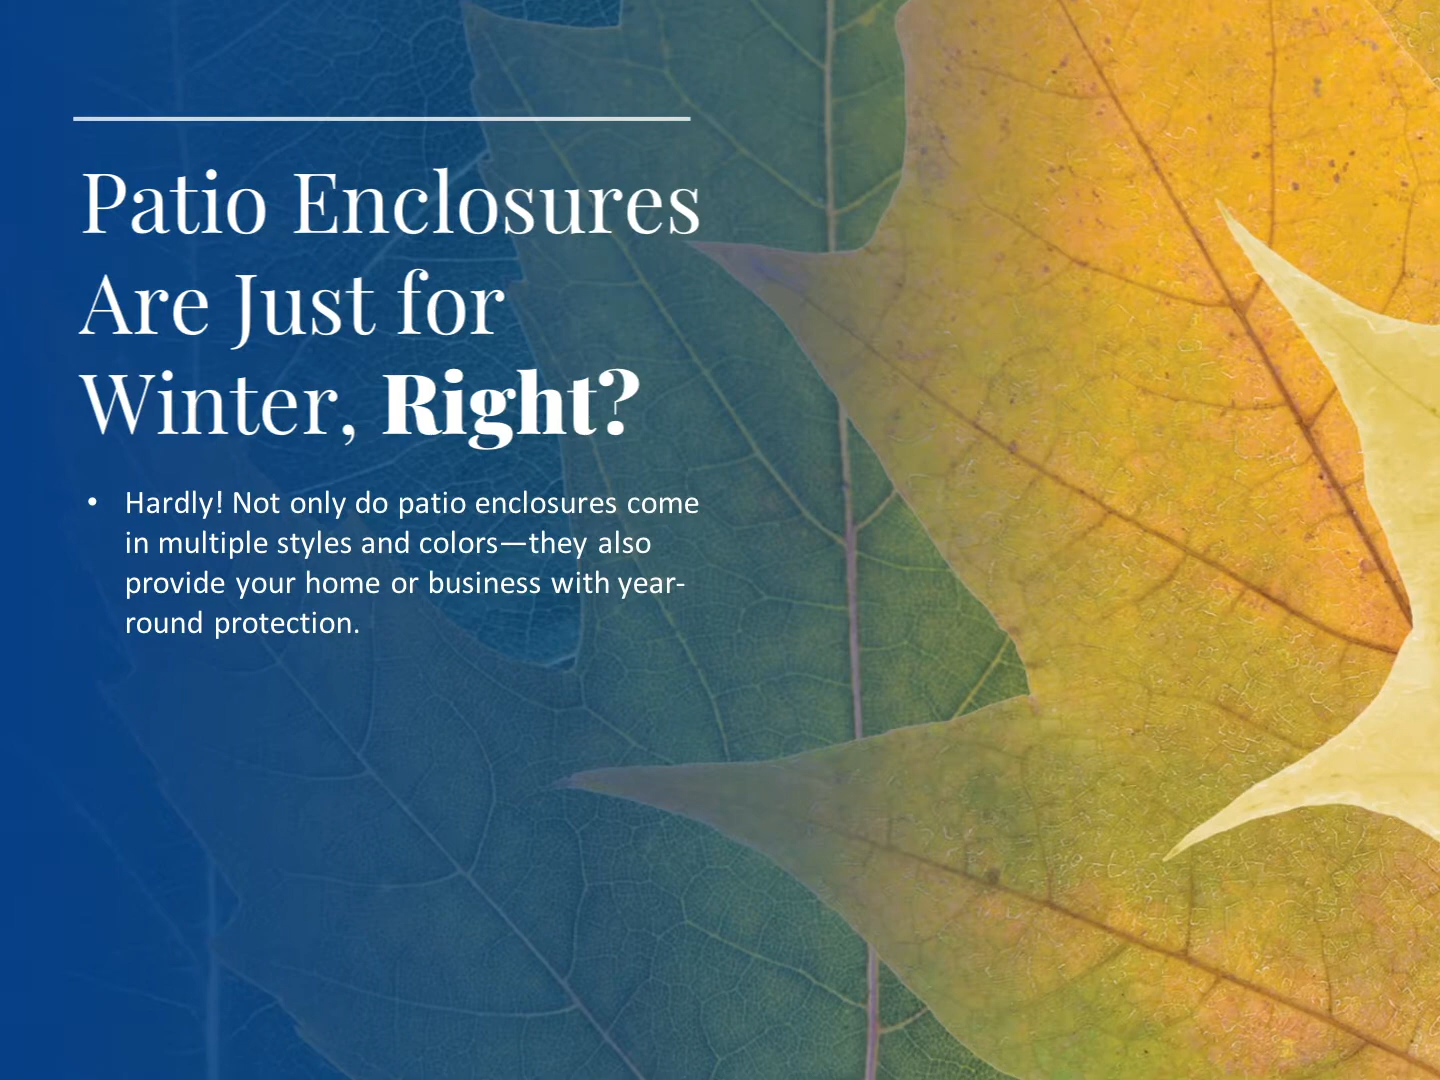 Patio Enclosures
Are Just for
Winter, Right?
• Hardly! Not only do patio enclosures come
in multiple styles and colors—they also
provide your home or business with year-
round protection.